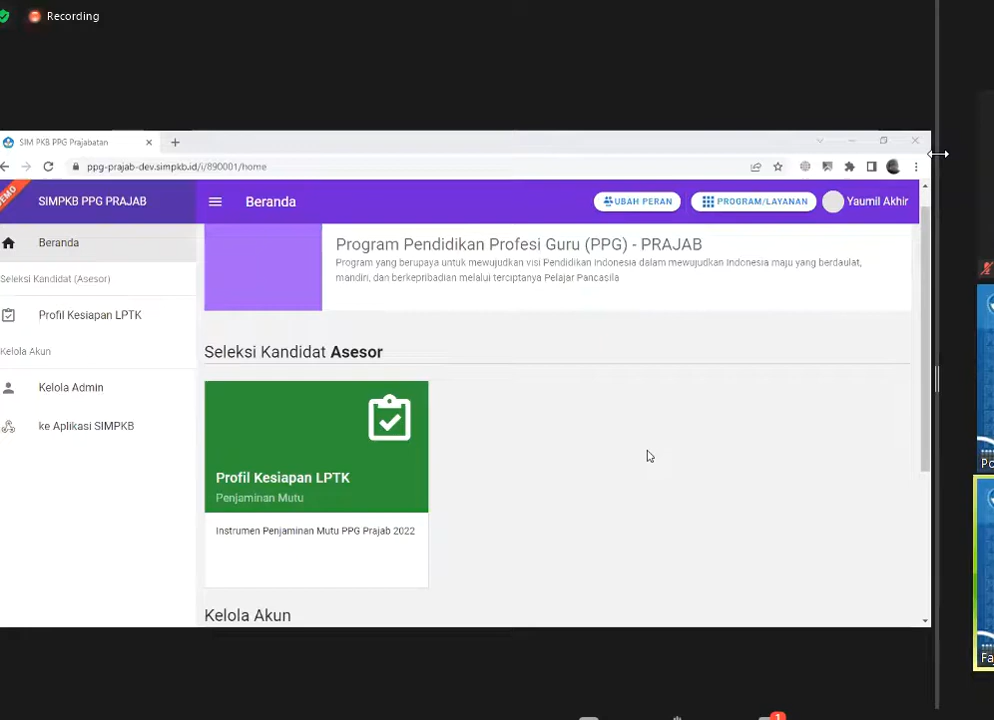 Recording
SIM PKB PPG Prajabatan
ppg-prajab-dev.simpkb.id/i/890001/home
DEMO
SIMPKB PPG PRAJAB
Beranda
UBAH PERAN
PROGRAM/LAYANAN
Yaumil Akhir
Beranda
Seleksi Kandidat (Asesor)
Profil Kesiapan LPTK
Kelola Akun
Kelola Admin
ke Aplikasi SIMPKB
Program Pendidikan Profesi Guru (PPG) - PRAJAB
Program yang berupaya untuk mewujudkan visi Pendidikan Indonesia dalam mewujudkan Indonesia maju yang berdaulat,
mandiri, dan berkepribadian melalui terciptanya Pelajar Pancasila
Seleksi Kandidat Asesor
Profil Kesiapan LPTK
Penjaminan Mutu
Instrumen Penjaminan Mutu PPG Prajab 2022
Kelola Akun
Po
Fa
1